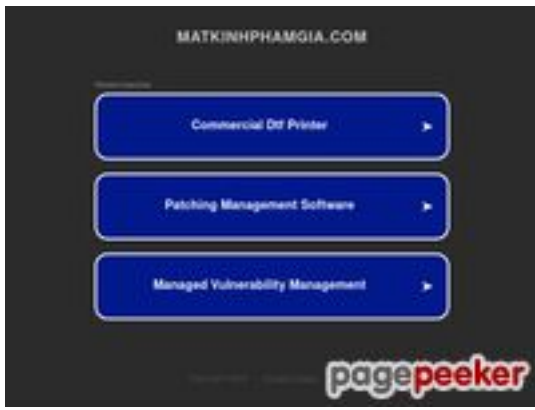 MATKINHPHAMGIA.COM
Commercial Dtf Printer
Patching Management Software
Managed Vulnerability Management
pagepeeker